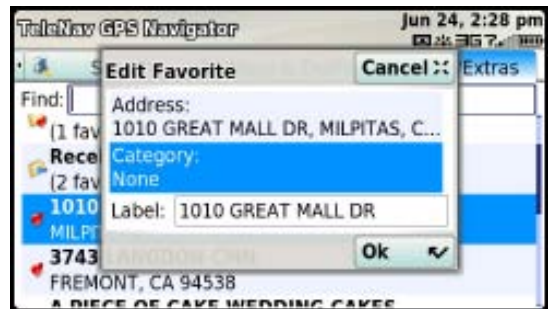 TeleNav GPS Navigator
Jun 24, 2:28 pm
3G
S
Extras
Edit Favorite
Cancel
Find:
Address:
1010 GREAT MALL DR, MILPITAS, C...
(1 fav
Rece
Category:
(2 fav
None
1010
Label: 1010 GREAT MALL DR
MILPI
3743
Ok
FREMONT, CA 94538
A PIECE OF CAKE WEDDING CAKES